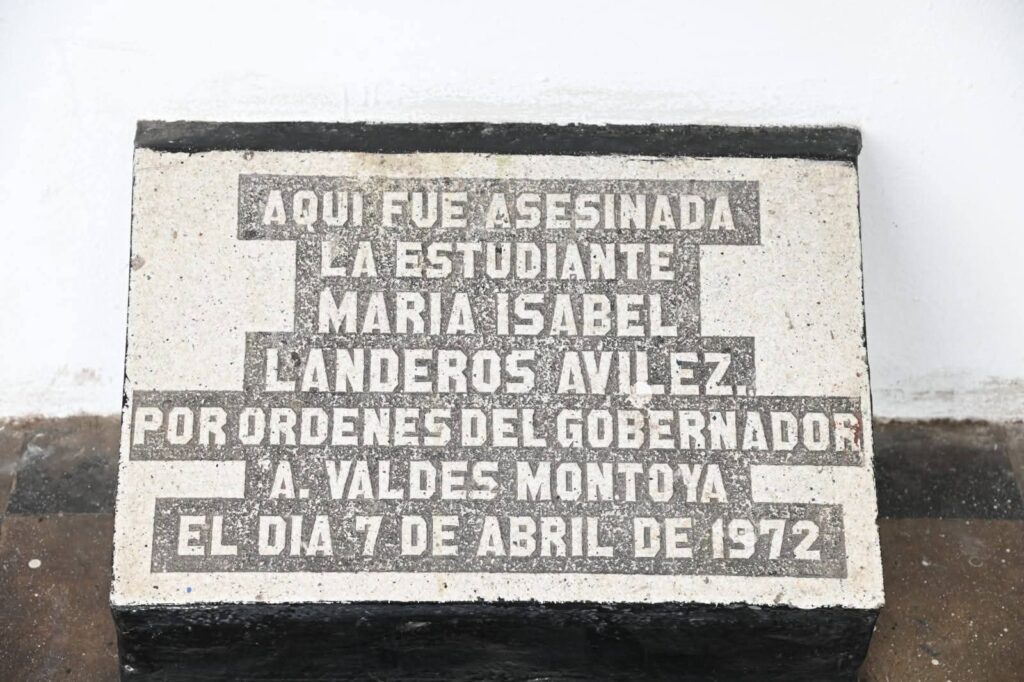 AQUI FUE ASESINADA
LA ESTUDIANTE
MARIA ISABEL
LANDEROS AVILEZ.
POR ORDENES DEL GOBERNADOR
A. VALDES MONTOYA
EL DIA 7 DE ABRIL DE 1972